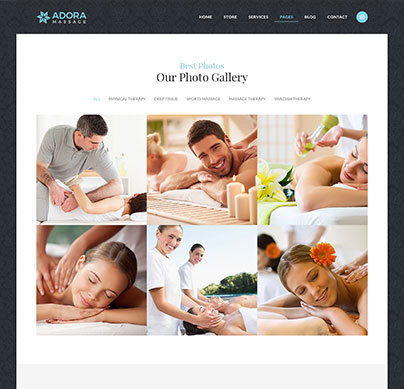 ADORA
MASSAGE
HOME STORE SERVICES PAGES BLOG CONTACT
Best Photos
Our Photo Gallery
ALL PHYSICAL THERAPY DEEP TISSUE SPORTS MASSAGE MASSAGE THERAPY SWEDISH THERAPY